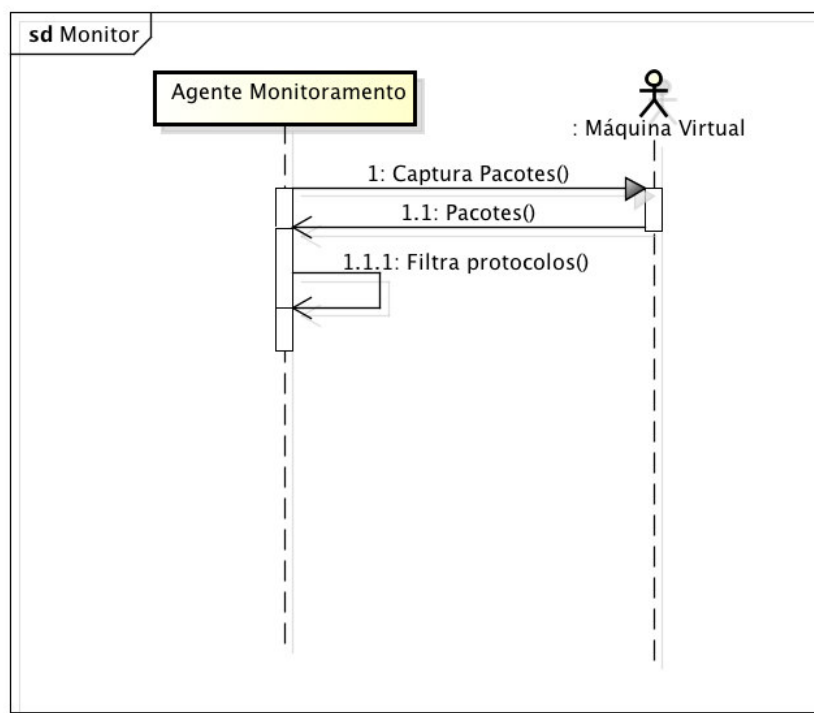 sd Monitor
Agente Monitoramento
: Máquina Virtual
1: Captura Pacotes()
1.1: Pacotes()
1.1.1: Filtra protocolos()